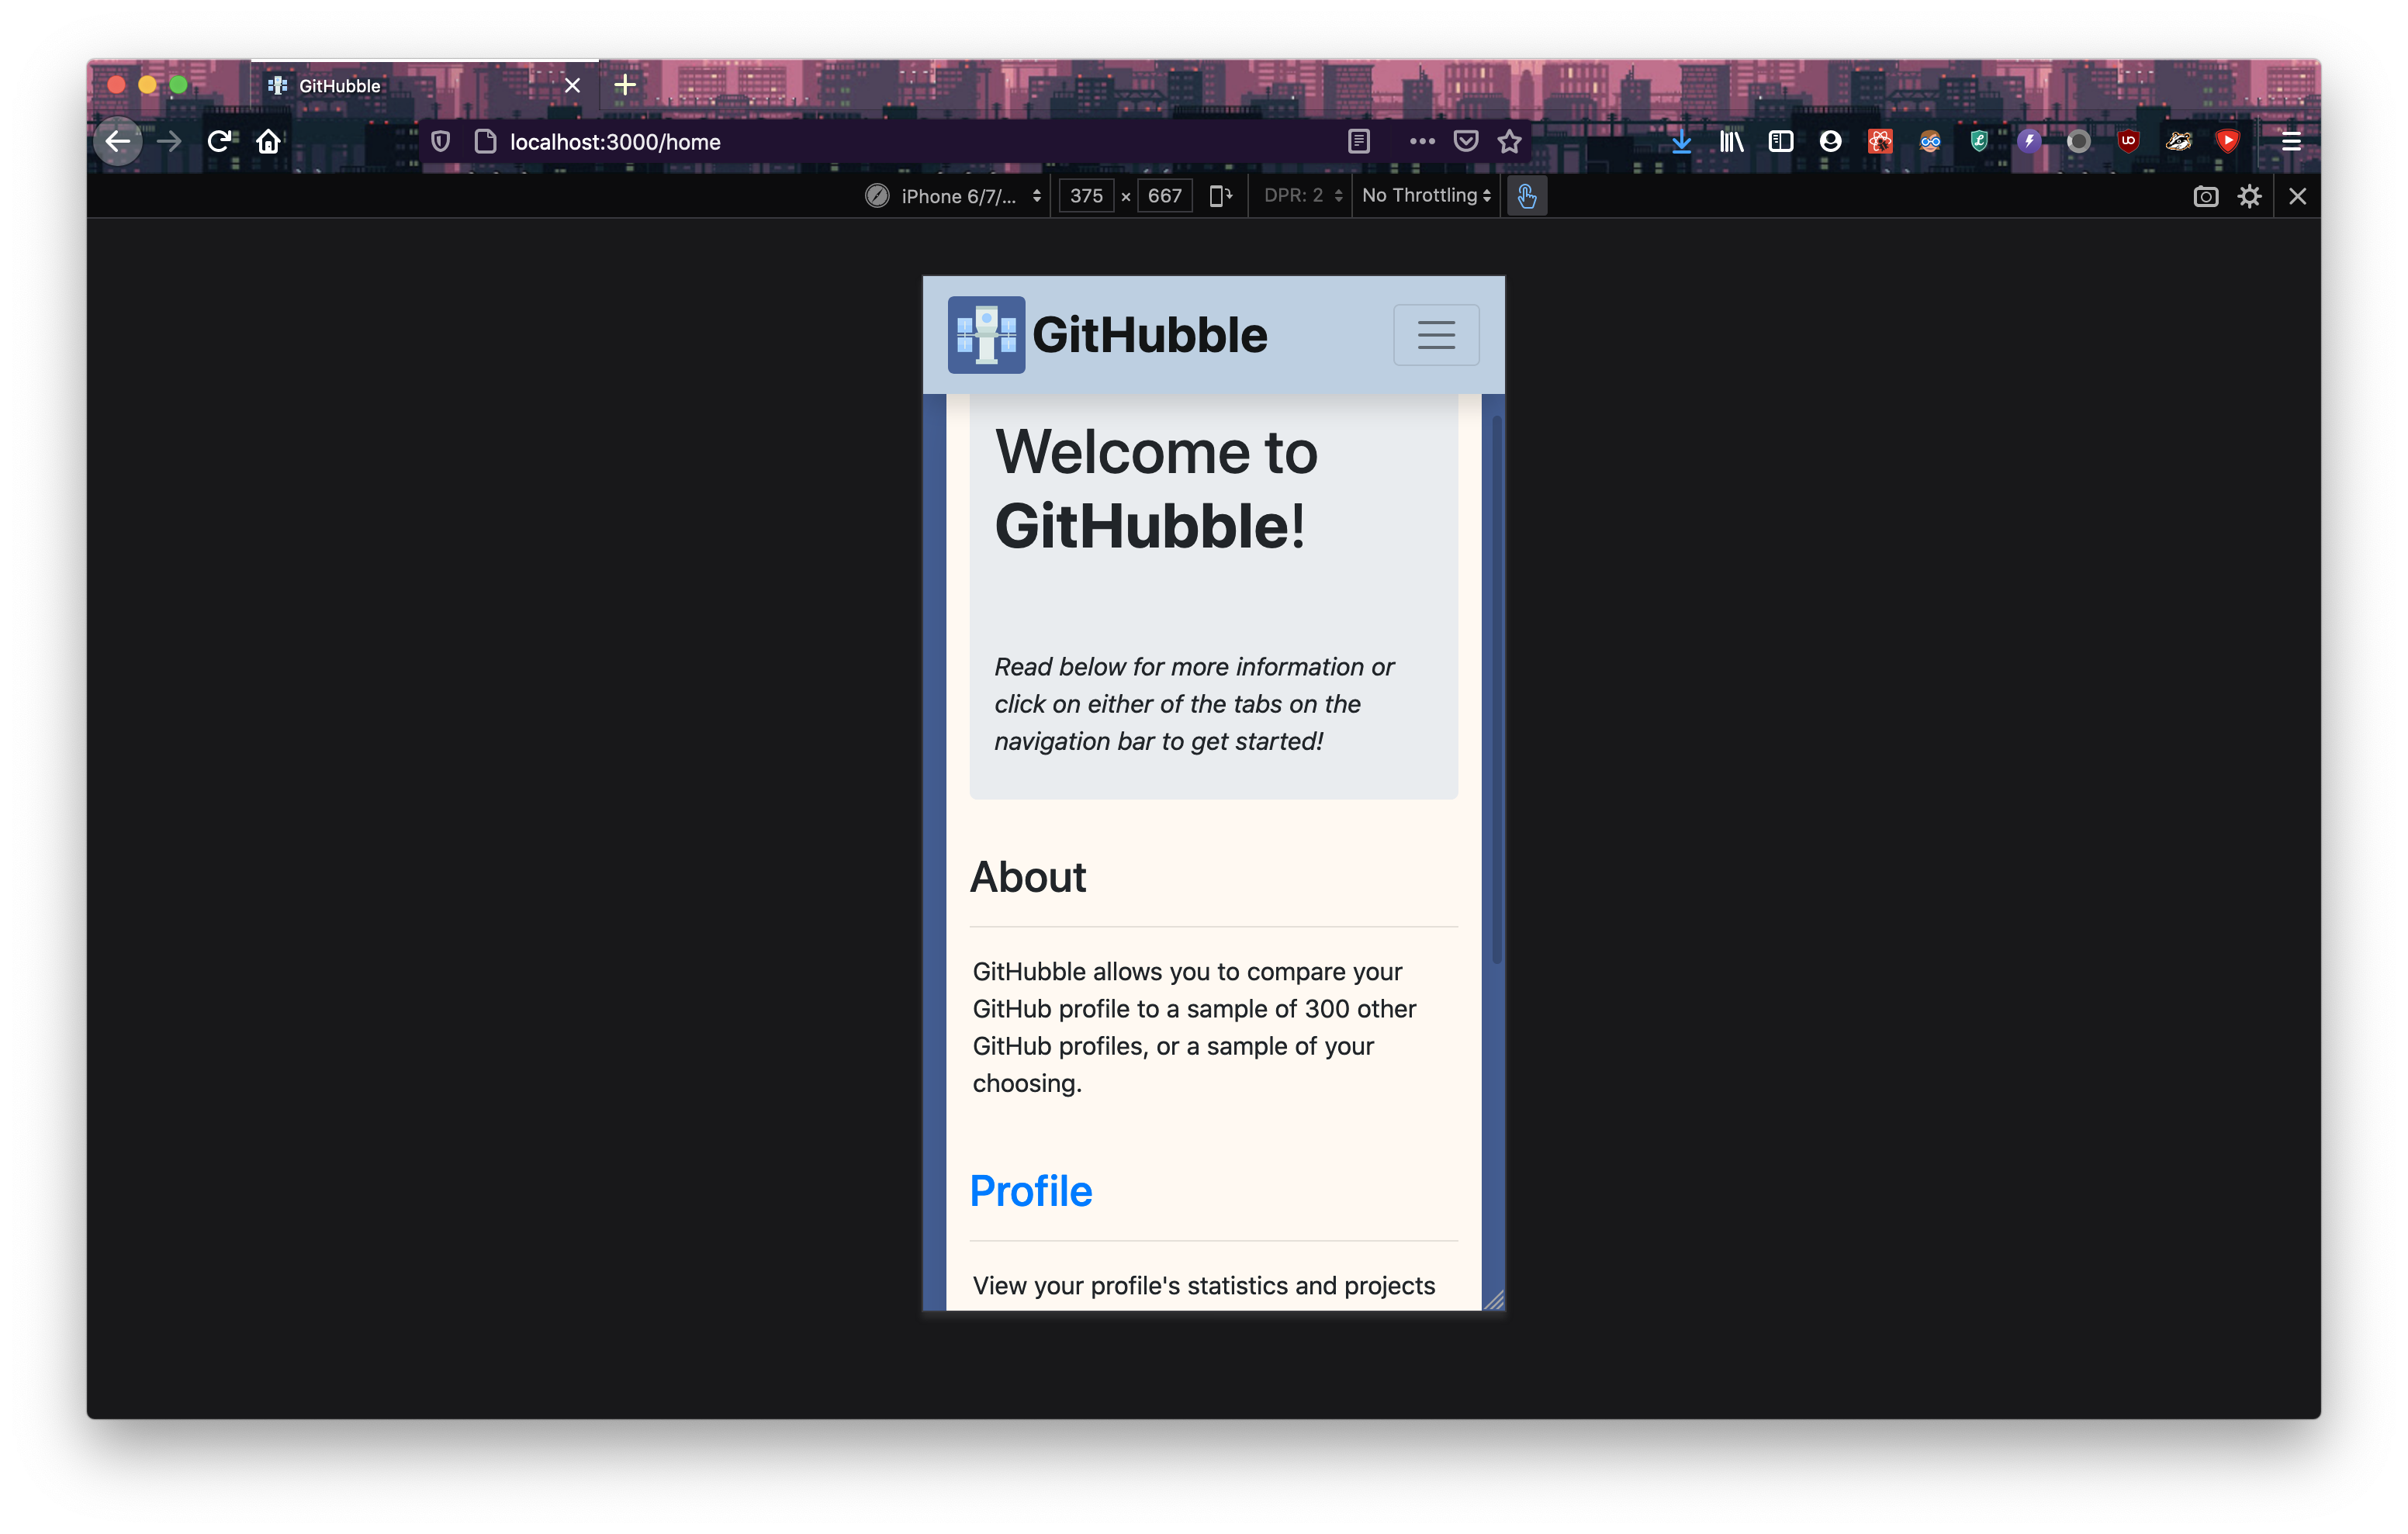 GitHubble
localhost:3000/home
iPhone 6/7/... 375 × 667 DPR: 2 No Throttling
GitHubble
Welcome to
GitHubble!
Read below for more information or
click on either of the tabs on the
navigation bar to get started!
About
GitHubble allows you to compare your
GitHub profile to a sample of 300 other
GitHub profiles, or a sample of your
choosing.
Profile
View your profile's statistics and projects